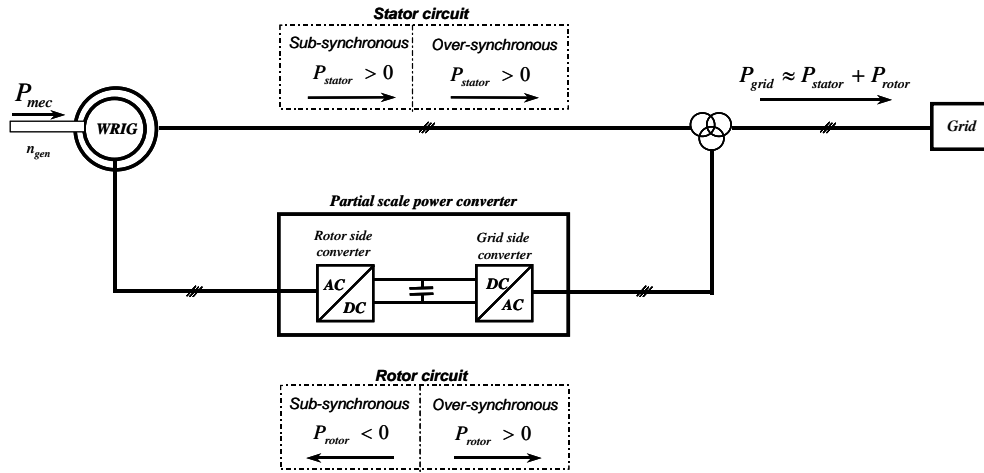 Stator circuit
Sub-synchronous Over-synchronous
P_stator > 0 P_stator > 0
P_grid ≈ P_stator + P_rotor
P_mec
WRIG
Grid
n_gen
Partial scale power converter
Rotor side converter
Grid side converter
AC DC
DC AC
Rotor circuit
Sub-synchronous Over-synchronous
P_rotor < 0 P_rotor > 0